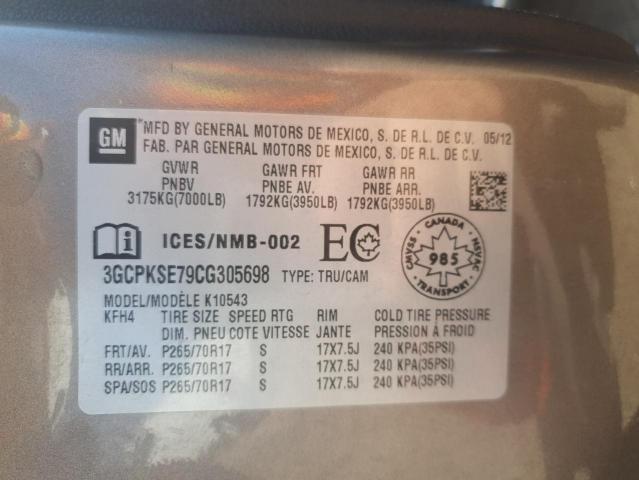 GM *MFD BY GENERAL MOTORS DE MEXICO, S. DE R.L. DE C.V. 05/12
FAB. PAR GENERAL MOTORS DE MEXICO, S. DE R.L. DE C.V.
GVWR GAWR FRT GAWR RR
PNBV PNBE AV. PNBE ARR.
3175KG(7000LB) 1792KG(3950LB) 1792KG(3950LB)
ICES/NMB-002 EC
CANADA CMVSS NSVAC 985 TRANSPORT
3GCPKSE79CG305698 TYPE: TRU/CAM
MODEL/MODÈLE K10543
KFH4 TIRE SIZE SPEED RTG RIM COLD TIRE PRESSURE
DIM. PNEU COTE VITESSE JANTE PRESSION À FROID
FRT/AV. P265/70R17 S 17X7.5J 240 KPA(35PSI)
RR/ARR. P265/70R17 S 17X7.5J 240 KPA(35PSI)
SPA/SOS P265/70R17 S 17X7.5J 240 KPA(35PSI)